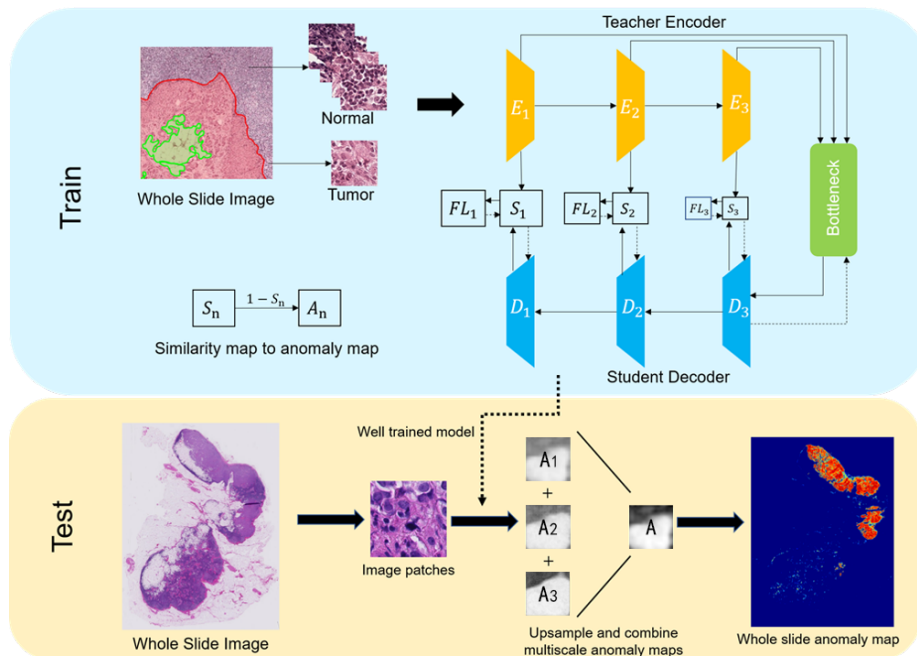 Train
Whole Slide Image
Normal
Tumor
Sₙ
1 − Sₙ
Aₙ
Similarity map to anomaly map
Teacher Encoder
E₁
E₂
E₃
FL₁
S₁
FL₂
S₂
FL₃
S₃
Bottleneck
D₁
D₂
D₃
Student Decoder
Test
Whole Slide Image
Well trained model
Image patches
A1
+
A2
+
A3
A
Upsample and combine
multiscale anomaly maps
Whole slide anomaly map